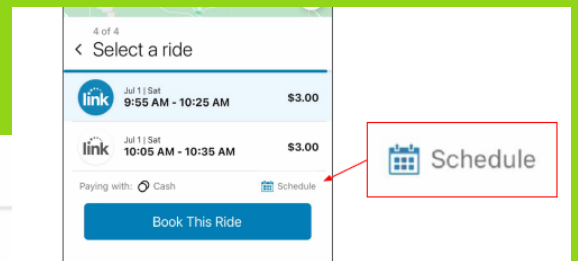 4 of 4
< Select a ride
link
Jul 1 | Sat
9:55 AM - 10:25 AM
$3.00
link
Jul 1 | Sat
10:05 AM - 10:35 AM
$3.00
Paying with: Cash
Schedule
Book This Ride
Schedule